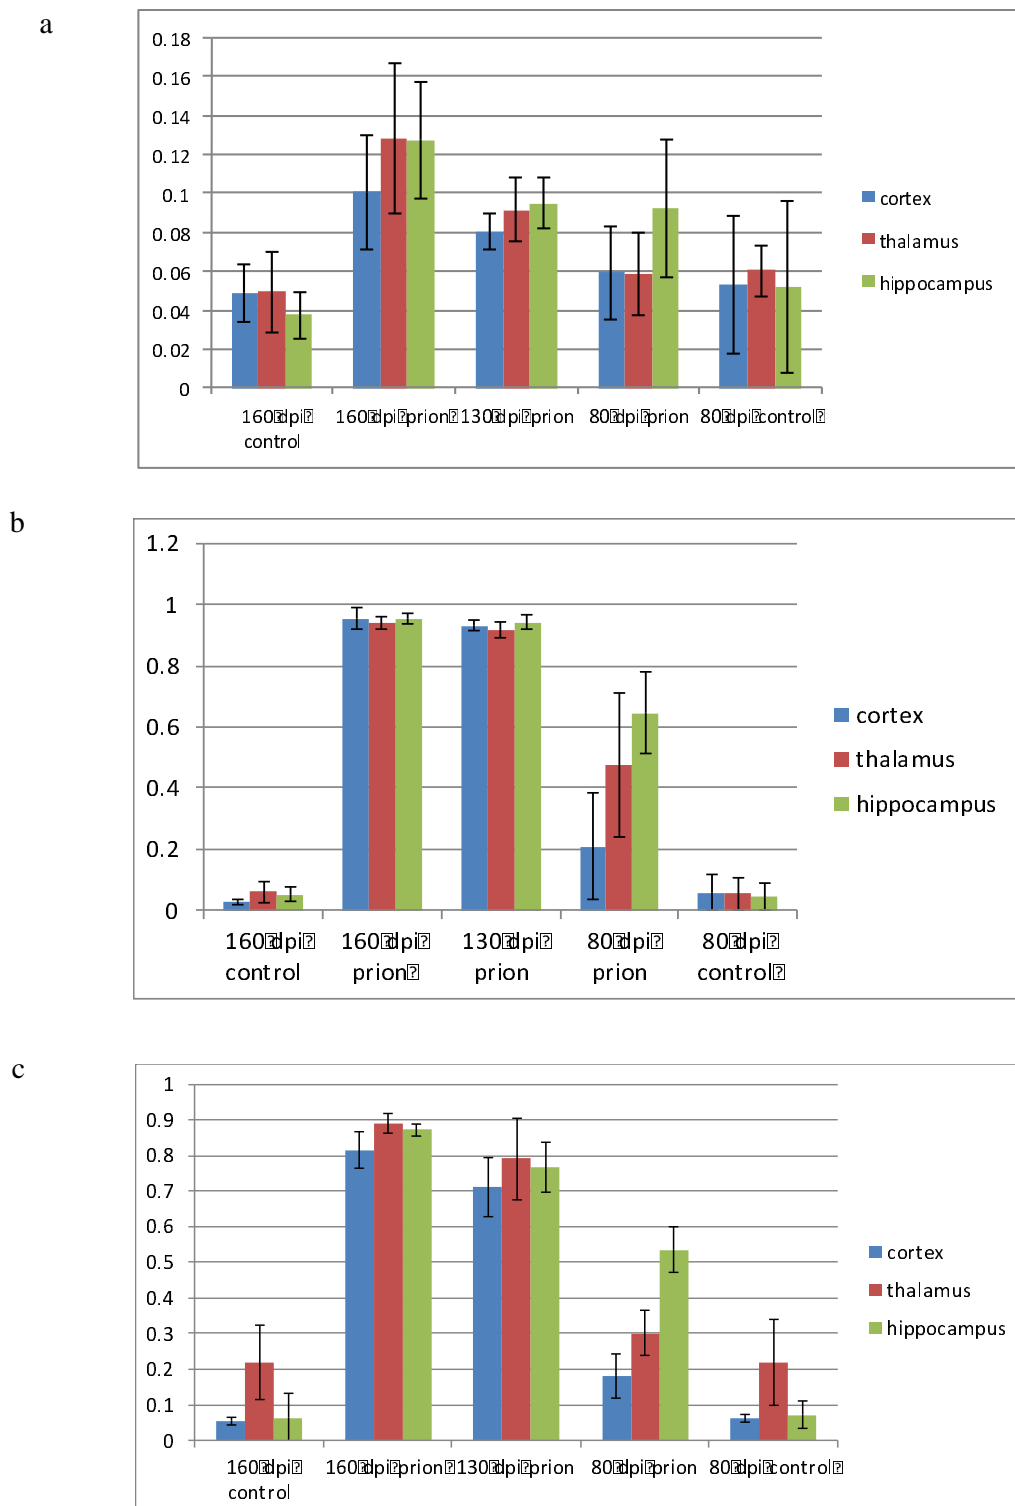 a
0.18
0.16
0.14
0.12
0.1
0.08
0.06
0.04
0.02
0
cortex
thalamus
hippocampus
160 dpi control
160 dpi prion
130 dpi prion
80 dpi prion
80 dpi control
b
1.2
1
0.8
0.6
0.4
0.2
0
cortex
thalamus
hippocampus
160 dpi control
160 dpi prion
130 dpi prion
80 dpi prion
80 dpi control
c
1
0.9
0.8
0.7
0.6
0.5
0.4
0.3
0.2
0.1
0
cortex
thalamus
hippocampus
160 dpi control
160 dpi prion
130 dpi prion
80 dpi prion
80 dpi control